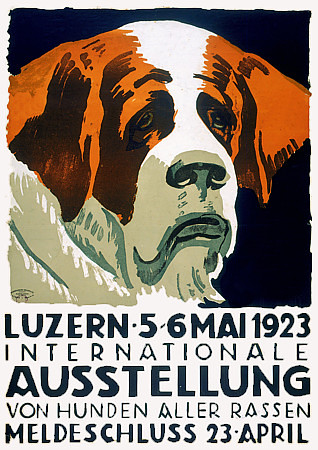 LUZERN·5-6 MAI 1923
INTERNATIONALE
AUSSTELLUNG
VON HUNDEN ALLER RASSEN
MELDESCHLUSS 23·APRIL